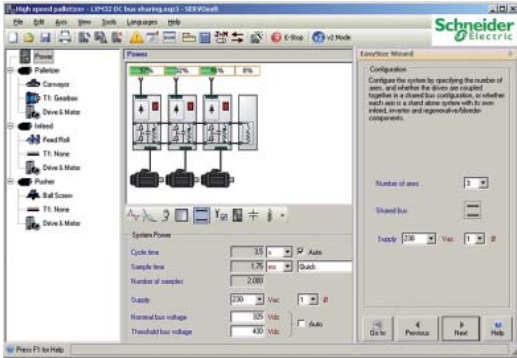 High speed palletizer - LXM32 DC bus sharing.esp3 - SERVOsoft
File Edit Axis View Tools Languages Help
E-Stop v2 Mode
Schneider
Electric
Power
Palletizer
Conveyor
T1: Gearbox
Drive & Motor
Infeed
Feed Roll
T1: None
Drive & Motor
Pusher
Ball Screw
T1: None
Drive & Motor
Power
32% 0%
System Power
Cycle time 3,5 s Auto
Sample time 1,75 ms Quick
Number of samples 2.000
Supply 230 Vac 1 Ø
Nominal bus voltage 325 Vdc
Threshold bus voltage 430 Vdc
Auto
EasySize Wizard
Configuration
Configure the system by specifying the number of
axes, and whether the drives are coupled
together in a shared bus configuration, or whether
each axis is a stand alone system with its own
infeed, inverter and regenerative/bleeder
components.
Number of axes 3
Shared bus
Supply 230 Vac 1 Ø
Go to Previous Next Help
Press F1 for Help